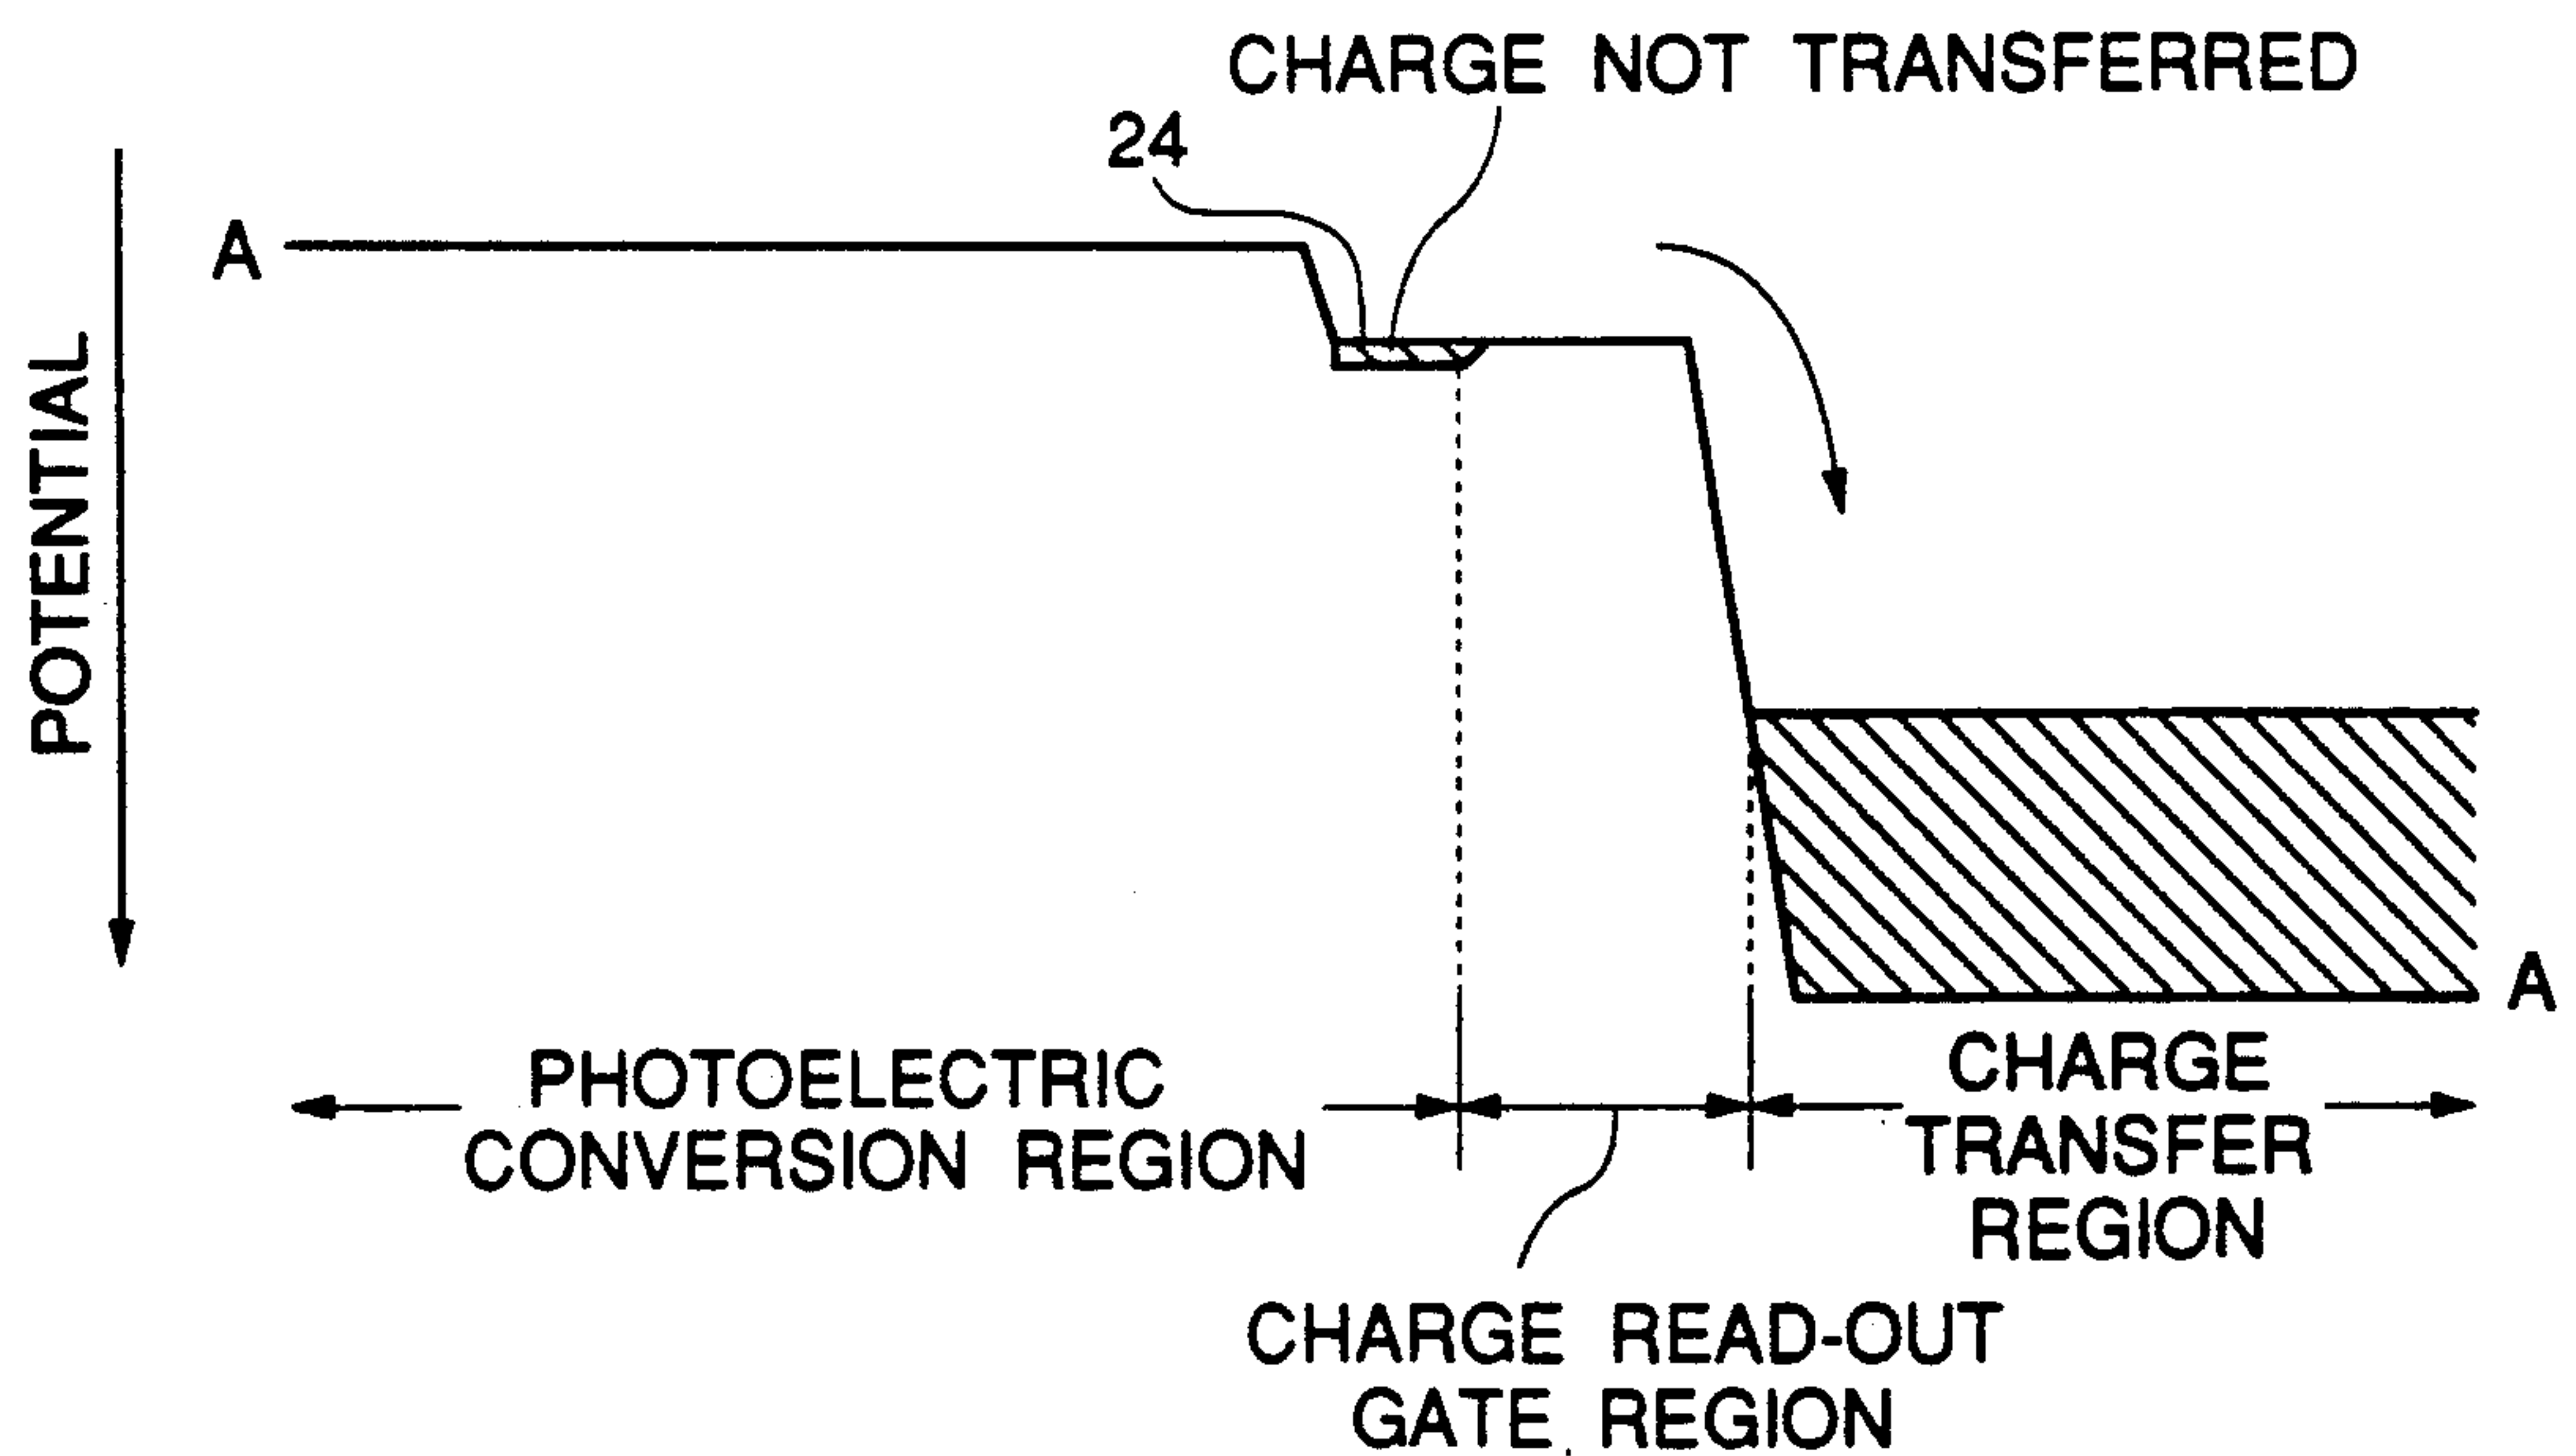 CHARGE NOT TRANSFERRED
24
A
POTENTIAL
A
PHOTOELECTRIC
CONVERSION REGION
CHARGE
TRANSFER
REGION
CHARGE READ-OUT
GATE REGION